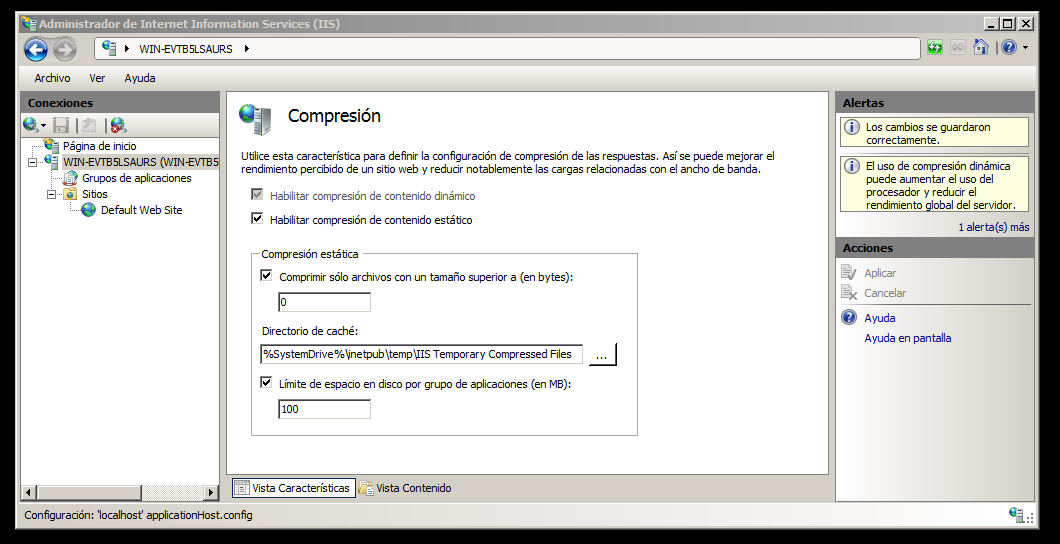 Administrador de Internet Information Services (IIS)
WIN-EVTB5LSAURS
Archivo Ver Ayuda
Conexiones
Página de inicio
WIN-EVTB5LSAURS (WIN-EVTB5
Grupos de aplicaciones
Sitios
Default Web Site
Compresión
Utilice esta característica para definir la configuración de compresión de las respuestas. Así se puede mejorar el
rendimiento percibido de un sitio web y reducir notablemente las cargas relacionadas con el ancho de banda.
Habilitar compresión de contenido dinámico
Habilitar compresión de contenido estático
Compresión estática
Comprimir sólo archivos con un tamaño superior a (en bytes):
0
Directorio de caché:
%SystemDrive%\inetpub\temp\IIS Temporary Compressed Files
...
Límite de espacio en disco por grupo de aplicaciones (en MB):
100
Vista Características
Vista Contenido
Alertas
Los cambios se guardaron
correctamente.
El uso de compresión dinámica
puede aumentar el uso del
procesador y reducir el
rendimiento global del servidor.
1 alerta(s) más
Acciones
Aplicar
Cancelar
Ayuda
Ayuda en pantalla
Configuración: 'localhost' applicationHost.config